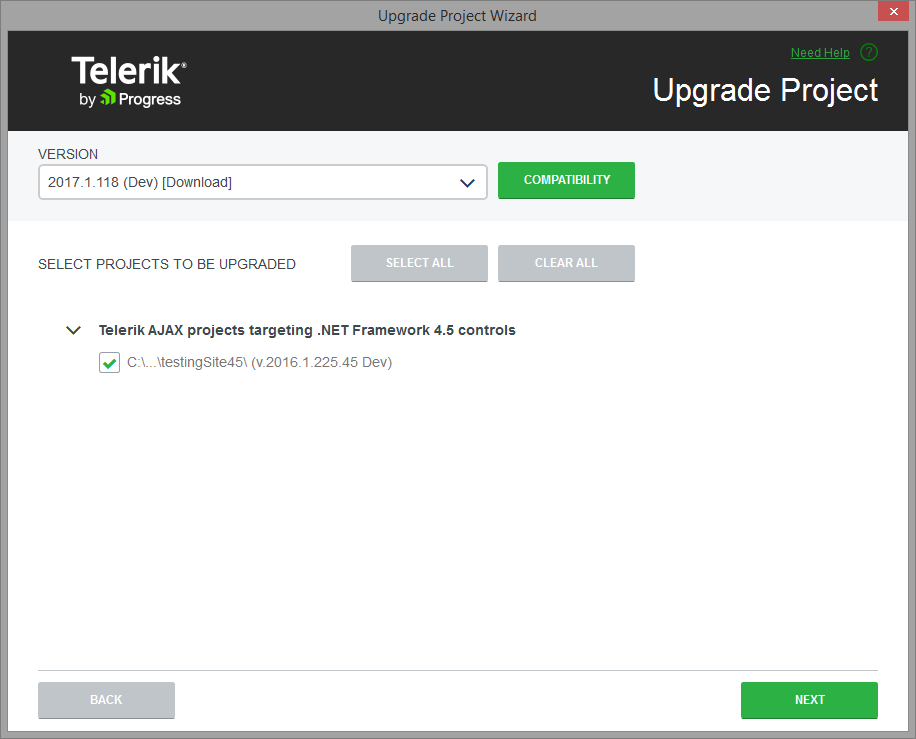 Upgrade Project Wizard
Need Help ?
Telerik®
by Progress
Upgrade Project
VERSION
2017.1.118 (Dev) [Download]
COMPATIBILITY
SELECT PROJECTS TO BE UPGRADED
SELECT ALL
CLEAR ALL
Telerik AJAX projects targeting .NET Framework 4.5 controls
C:\...\testingSite45\ (v.2016.1.225.45 Dev)
BACK
NEXT